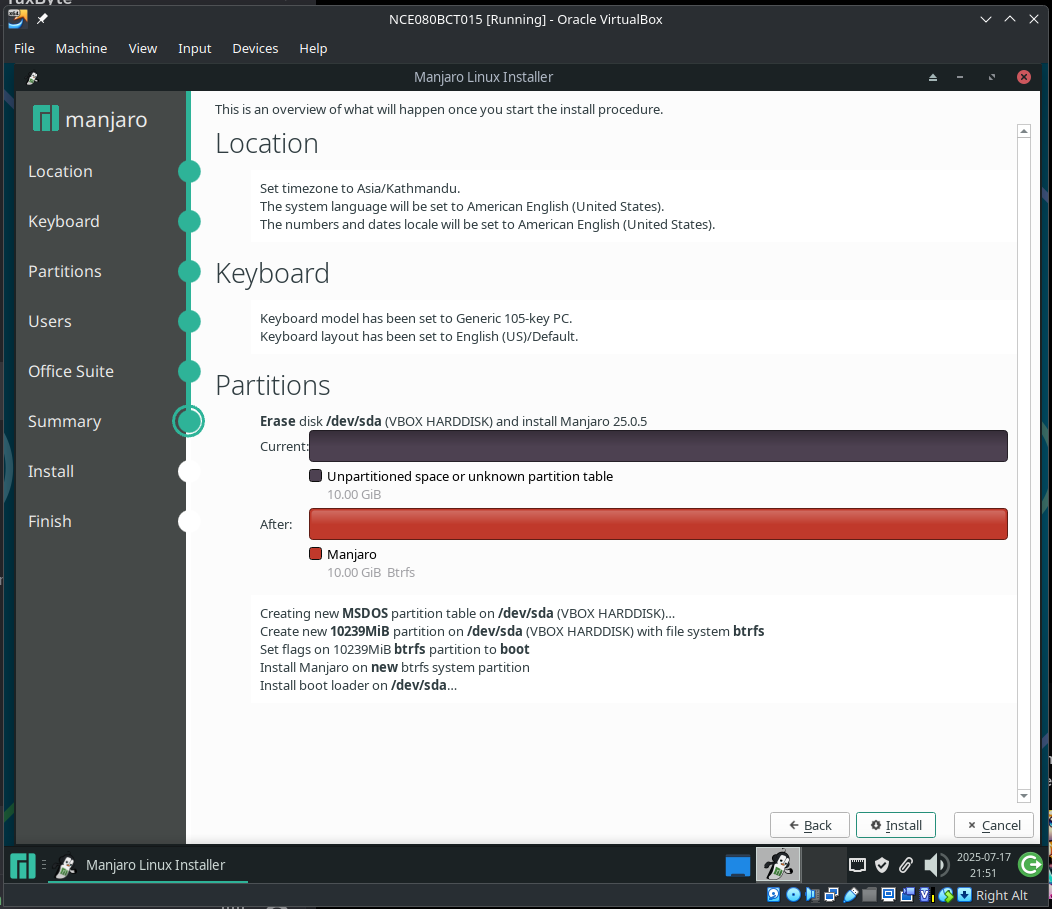 NCE080BCT015 [Running] - Oracle VirtualBox
File Machine View Input Devices Help
Manjaro Linux Installer
manjaro
Location
Keyboard
Partitions
Users
Office Suite
Summary
Install
Finish
This is an overview of what will happen once you start the install procedure.
Location
Set timezone to Asia/Kathmandu.
The system language will be set to American English (United States).
The numbers and dates locale will be set to American English (United States).
Keyboard
Keyboard model has been set to Generic 105-key PC.
Keyboard layout has been set to English (US)/Default.
Partitions
Erase disk /dev/sda (VBOX HARDDISK) and install Manjaro 25.0.5
Current:
Unpartitioned space or unknown partition table
10.00 GiB
After:
Manjaro
10.00 GiB Btrfs
Creating new MSDOS partition table on /dev/sda (VBOX HARDDISK)...
Create new 10239MiB partition on /dev/sda (VBOX HARDDISK) with file system btrfs
Set flags on 10239MiB btrfs partition to boot
Install Manjaro on new btrfs system partition
Install boot loader on /dev/sda...
Back Install Cancel
Manjaro Linux Installer
2025-07-17
21:51
Right Alt